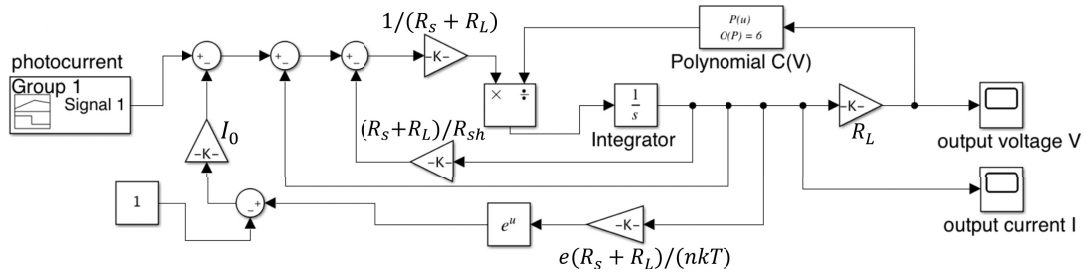 1/(R_s + R_L)
P(u)
O(P) = 6
Polynomial C(V)
photocurrent
Group 1
Signal 1
+
−
+
−
+
−
−K−
×
÷
1
s
Integrator
−K−
R_L
output voltage V
I_0
−K−
(R_s+R_L)/R_sh
−K−
output current I
1
−
+
e^u
−K−
e(R_s + R_L)/(nkT)